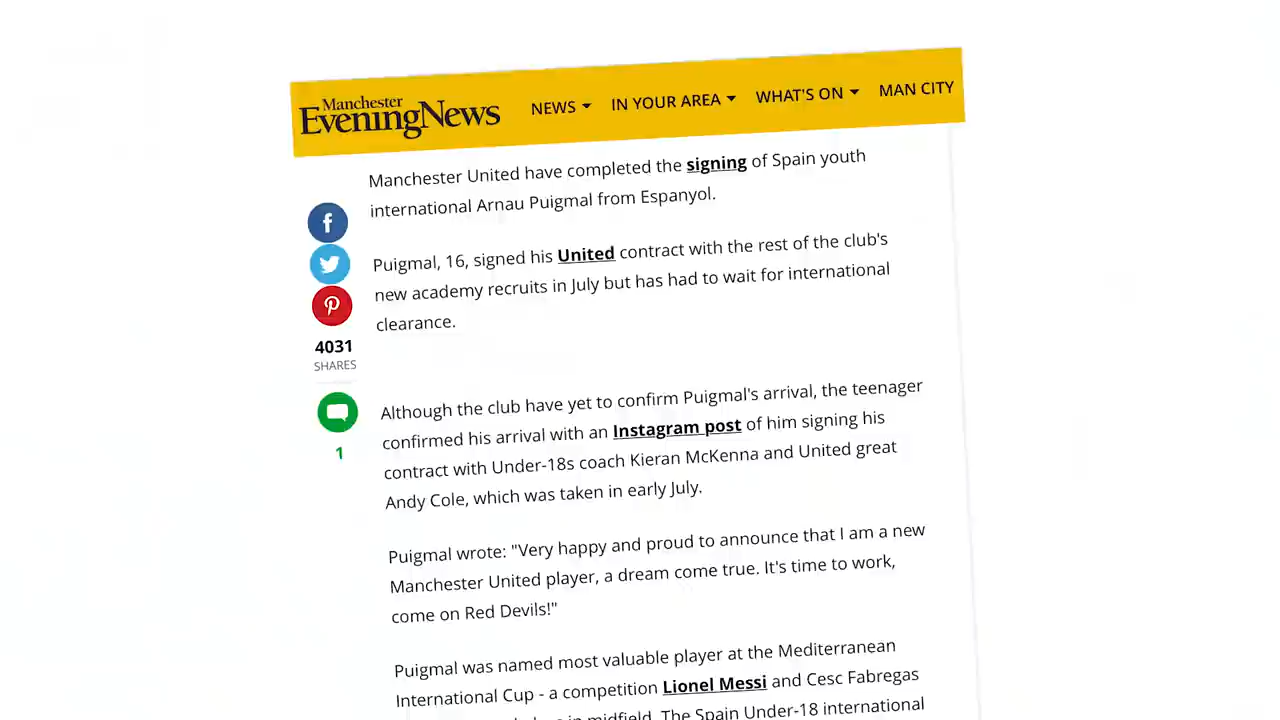 Manchester
EveningNews
NEWS
IN YOUR AREA
WHAT'S ON
MAN CITY
Manchester United have completed the signing of Spain youth
international Arnau Puigmal from Espanyol.
Puigmal, 16, signed his United contract with the rest of the club's
new academy recruits in July but has had to wait for international
clearance.
4031
SHARES
1
Although the club have yet to confirm Puigmal's arrival, the teenager
confirmed his arrival with an Instagram post of him signing his
contract with Under-18s coach Kieran McKenna and United great
Andy Cole, which was taken in early July.
Puigmal wrote: "Very happy and proud to announce that I am a new
Manchester United player, a dream come true. It's time to work,
come on Red Devils!"
Puigmal was named most valuable player at the Mediterranean
International Cup - a competition Lionel Messi and Cesc Fabregas
in midfield. The Spain Under-18 international